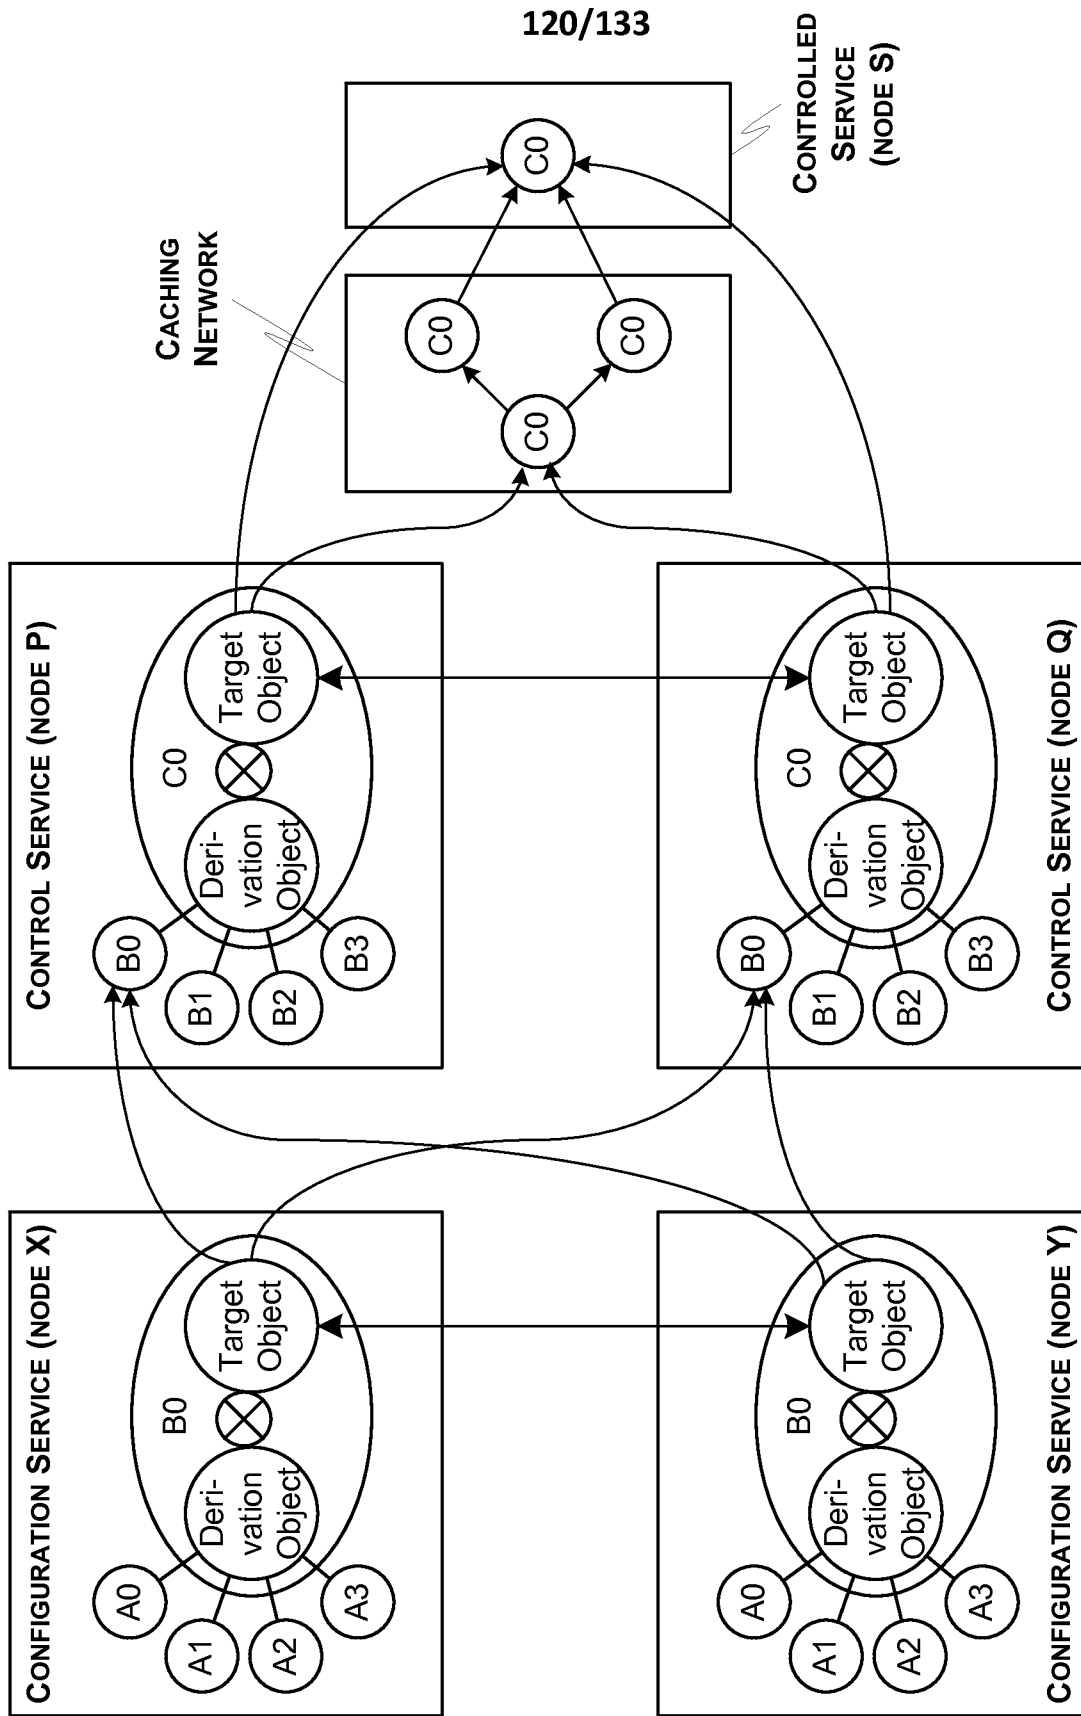 120/133
CONFIGURATION SERVICE (NODE X)
A0
A1
A2
A3
Deri-
vation
Object
B0
Target
Object
CONTROL SERVICE (NODE P)
B0
B1
B2
B3
Deri-
vation
Object
C0
Target
Object
CACHING
NETWORK
C0
C0
C0
C0
CONTROLLED
SERVICE
(NODE S)
A0
A1
A2
A3
Deri-
vation
Object
B0
Target
Object
CONFIGURATION SERVICE (NODE Y)
B0
B1
B2
B3
Deri-
vation
Object
C0
Target
Object
CONTROL SERVICE (NODE Q)